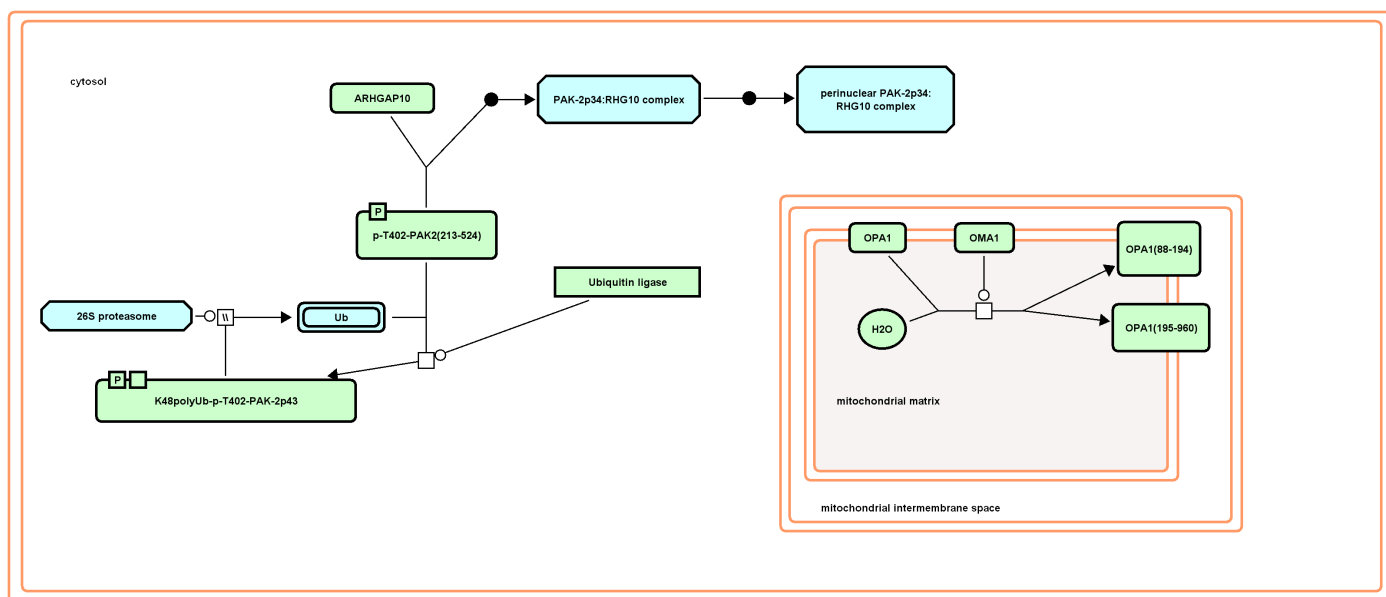 cytosol
ARHGAP10
PAK-2p34:RHG10 complex
perinuclear PAK-2p34:
RHG10 complex
P
p-T402-PAK2(213-524)
OPA1
OMA1
OPA1(88-194)
Ubiquitin ligase
26S proteasome
\\
Ub
H2O
OPA1(195-960)
P
K48polyUb-p-T402-PAK-2p43
mitochondrial matrix
mitochondrial intermembrane space